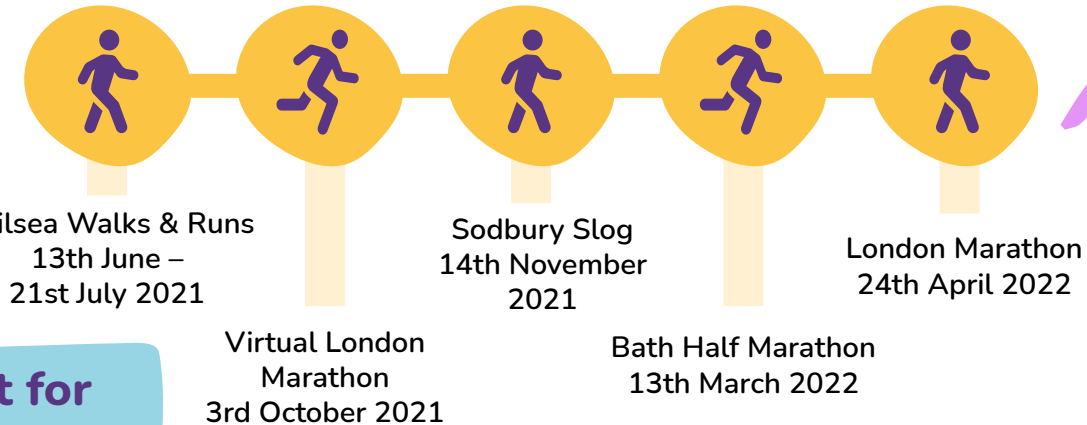 Walks & Runs
13th June –
21st July 2021
Virtual London
Marathon
3rd October 2021
Sodbury Slog
14th November
2021
Bath Half Marathon
13th March 2022
London Marathon
24th April 2022
for